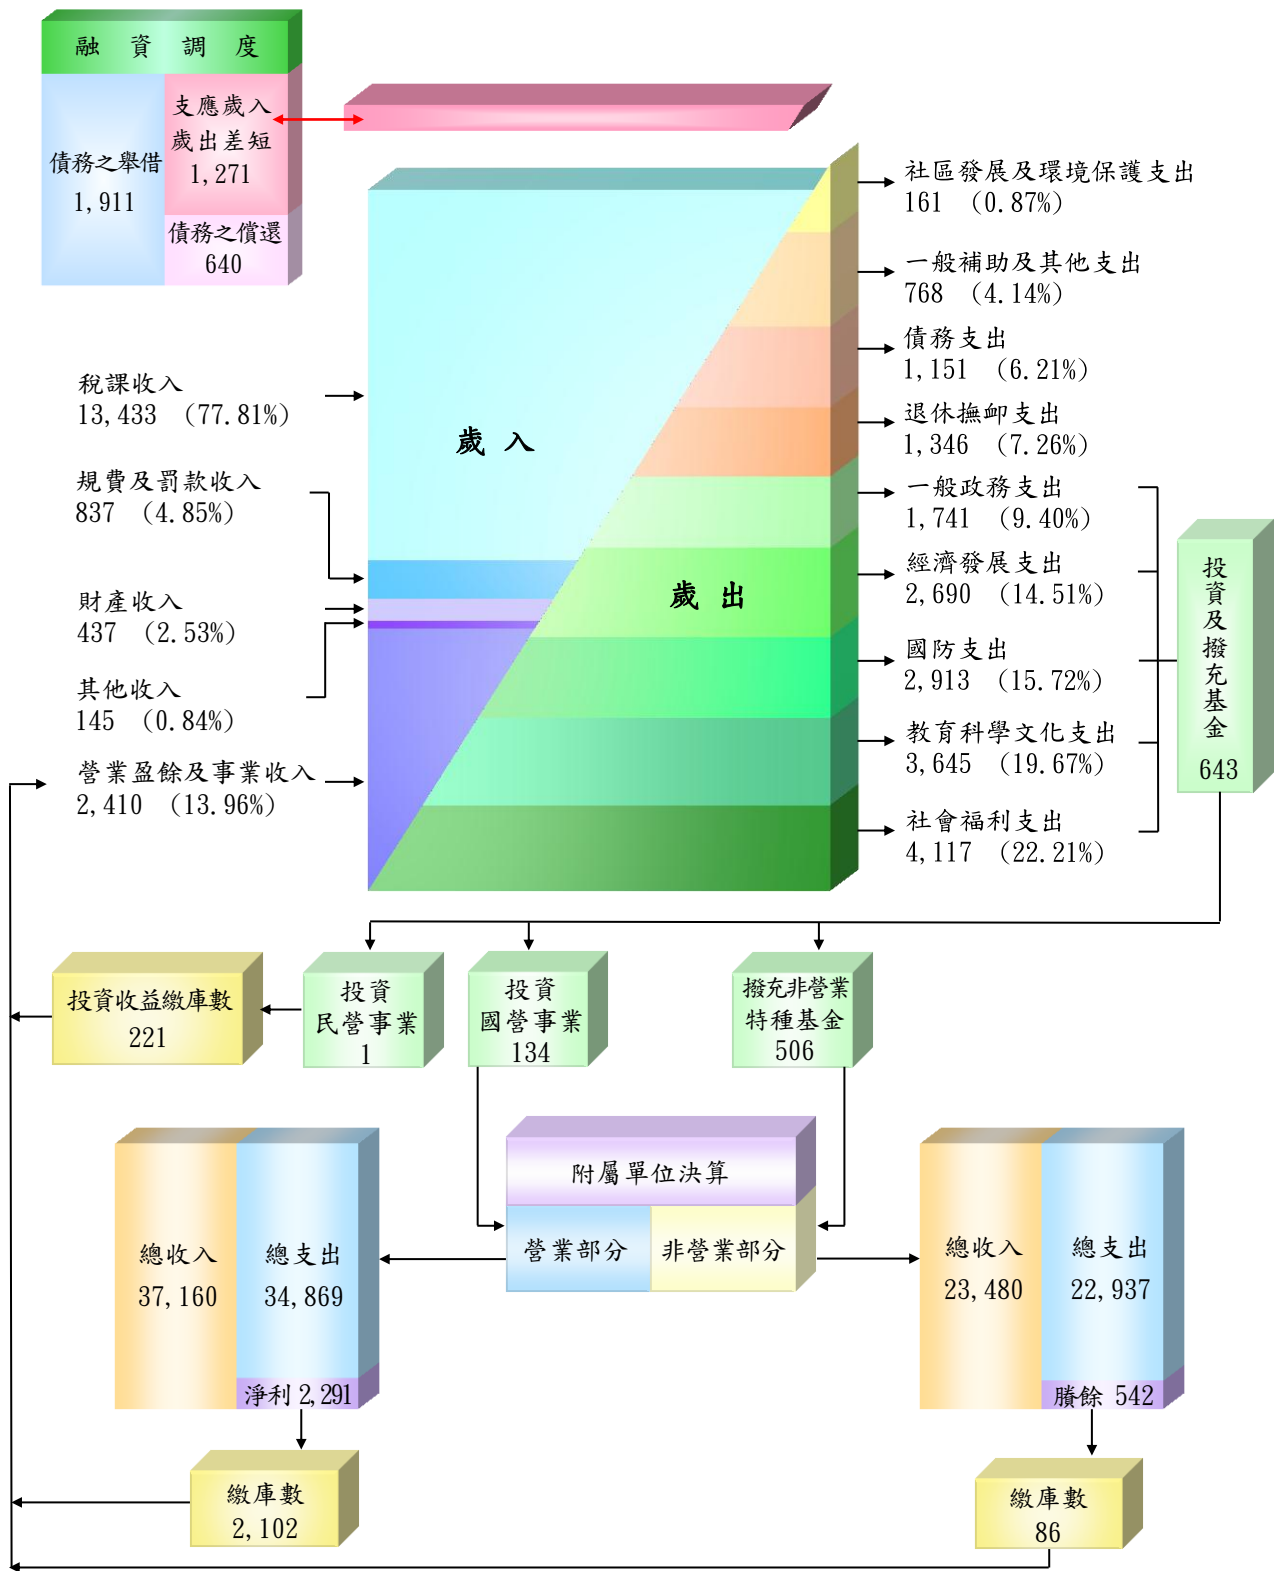 融資調度
債務之舉借
1,911
支應歲入
歲出差短
1,271
債務之償還
640
稅課收入
13,433 (77.81%)
規費及罰款收入
837 (4.85%)
財產收入
437 (2.53%)
其他收入
145 (0.84%)
營業盈餘及事業收入
2,410 (13.96%)
歲入
歲出
社區發展及環境保護支出
161 (0.87%)
一般補助及其他支出
768 (4.14%)
債務支出
1,151 (6.21%)
退休撫卹支出
1,346 (7.26%)
一般政務支出
1,741 (9.40%)
經濟發展支出
2,690 (14.51%)
國防支出
2,913 (15.72%)
教育科學文化支出
3,645 (19.67%)
社會福利支出
4,117 (22.21%)
投資及撥充基金
643
投資收益繳庫數
221
投資
民營事業
1
投資
國營事業
134
撥充非營業
特種基金
506
附屬單位決算
營業部分
非營業部分
總收入
37,160
總支出
34,869
淨利 2,291
繳庫數
2,102
總收入
23,480
總支出
22,937
賸餘 542
繳庫數
86